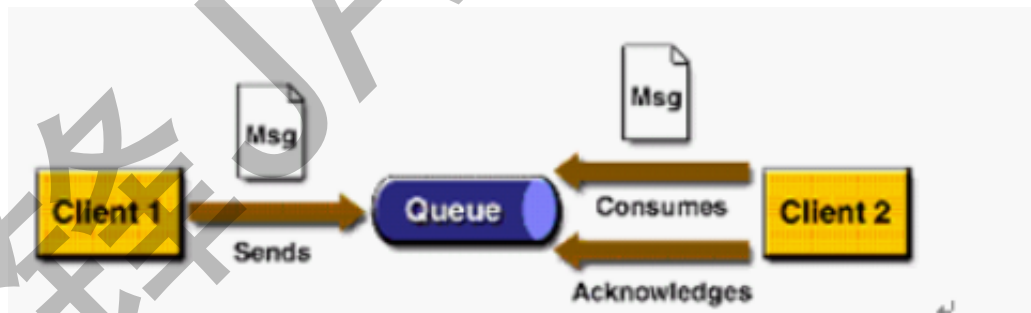 Msg
Msg
Client 1
Sends
Queue
Consumes
Acknowledges
Client 2